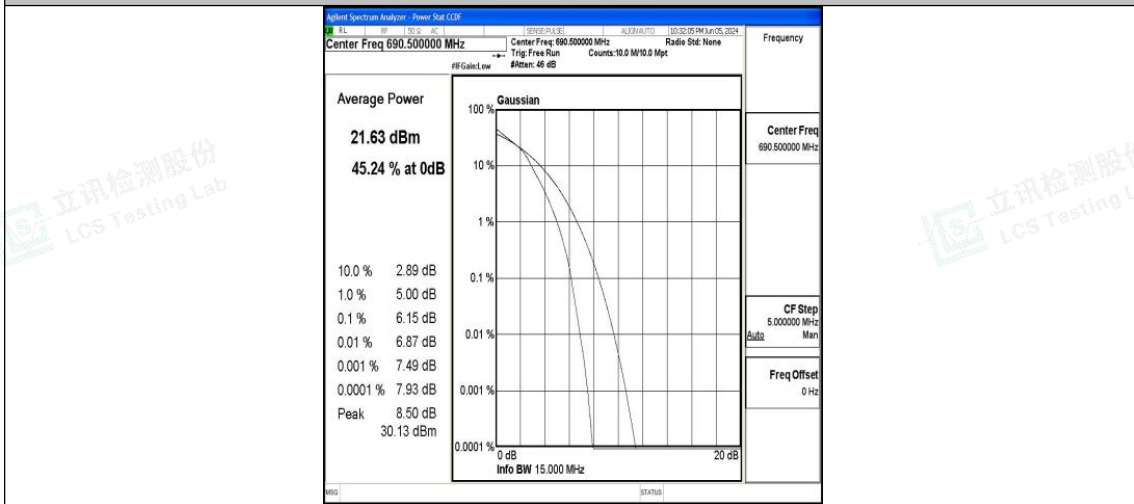 Agilent Spectrum Analyzer - Power Stat CCDF
RL RF 50 Ω AC SENSE:PULSE ALIGN AUTO 10:32:05 PM Jun 05, 2024
Center Freq 690.500000 MHz
Center Freq: 690.500000 MHz Radio Std: None
Trig: Free Run Counts:10.0 M/10.0 Mpt
#IFGain:Low #Atten: 46 dB
Frequency
Average Power
21.63 dBm
45.24 % at 0dB
10.0 % 2.89 dB
1.0 % 5.00 dB
0.1 % 6.15 dB
0.01 % 6.87 dB
0.001 % 7.49 dB
0.0001 % 7.93 dB
Peak 8.50 dB
30.13 dBm
Gaussian
100 %
10 %
1 %
0.1 %
0.01 %
0.001 %
0.0001 %
0 dB 20 dB
Info BW 15.000 MHz
Center Freq
690.500000 MHz
CF Step
5.000000 MHz
Auto Man
Freq Offset
0 Hz
MSG STATUS
立讯检测股份
LCS Testing Lab
立讯检测股份
LCS Testing L